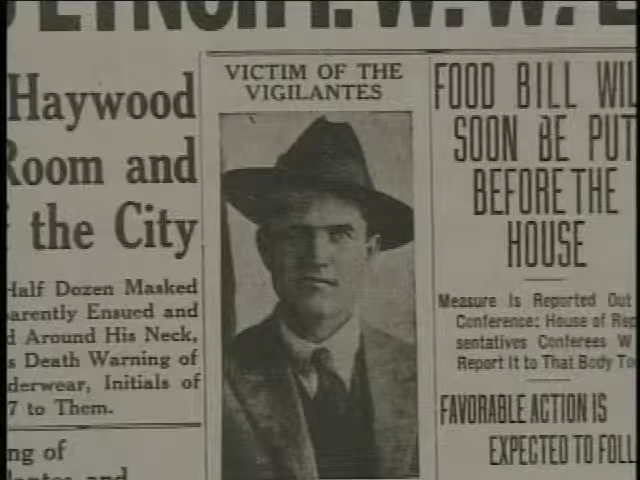 LYNCH I. W. W.
Haywood
Room and
the City
Half Dozen Masked
Ensued and
Around His Neck,
Death Warning of
Initials of
7 to Them.
ng of
and
VICTIM OF THE
VIGILANTES
FOOD BILL WIL
SOON BE PUT
BEFORE THE
HOUSE
Measure Is Reported Out
Conference; House of Rep
sentatives Conferees W
Report It to That Body To
FAVORABLE ACTION IS
EXPECTED TO FOLL